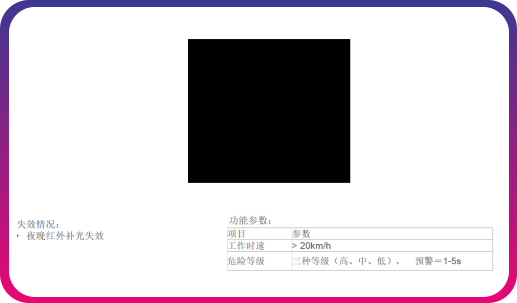 失效情况：
夜晚红外补光失效
功能参数：
项目 参数
工作时速 > 20km/h
危险等级 三种等级（高、中、低）， 预警＝1-5s